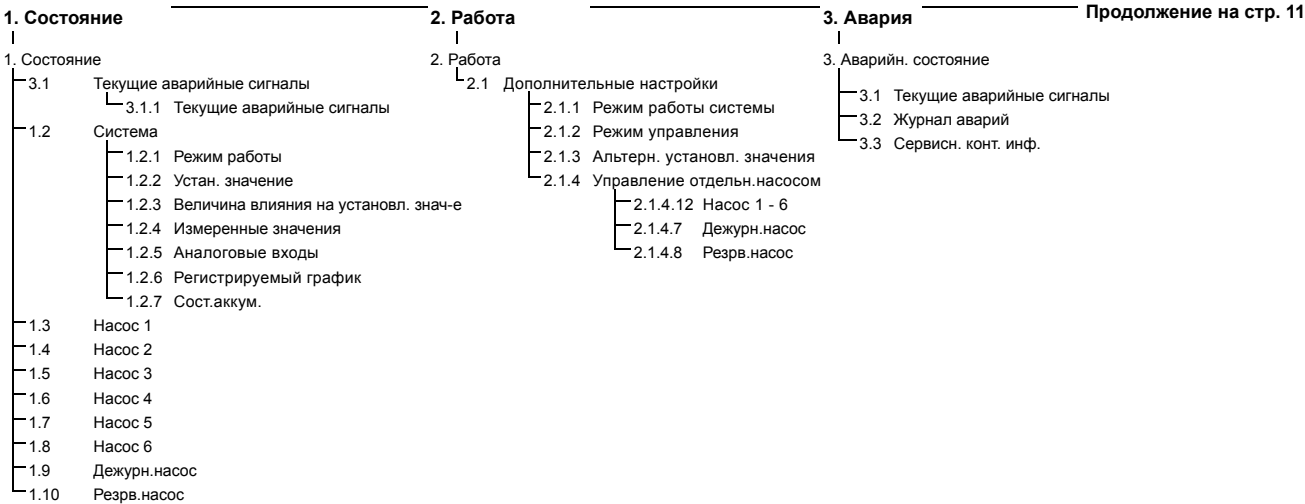 1. Состояние
2. Работа
3. Авария
Продолжение на стр. 11
1. Состояние
3.1 Текущие аварийные сигналы
3.1.1 Текущие аварийные сигналы
1.2 Система
1.2.1 Режим работы
1.2.2 Устан. значение
1.2.3 Величина влияния на установл. знач-е
1.2.4 Измеренные значения
1.2.5 Аналоговые входы
1.2.6 Регистрируемый график
1.2.7 Сост.аккум.
1.3 Насос 1
1.4 Насос 2
1.5 Насос 3
1.6 Насос 4
1.7 Насос 5
1.8 Насос 6
1.9 Дежурн.насос
1.10 Резрв.насос
2. Работа
2.1 Дополнительные настройки
2.1.1 Режим работы системы
2.1.2 Режим управления
2.1.3 Альтерн. установл. значения
2.1.4 Управление отдельн.насосом
2.1.4.12 Насос 1 - 6
2.1.4.7 Дежурн.насос
2.1.4.8 Резрв.насос
3. Аварийн. состояние
3.1 Текущие аварийные сигналы
3.2 Журнал аварий
3.3 Сервисн. конт. инф.